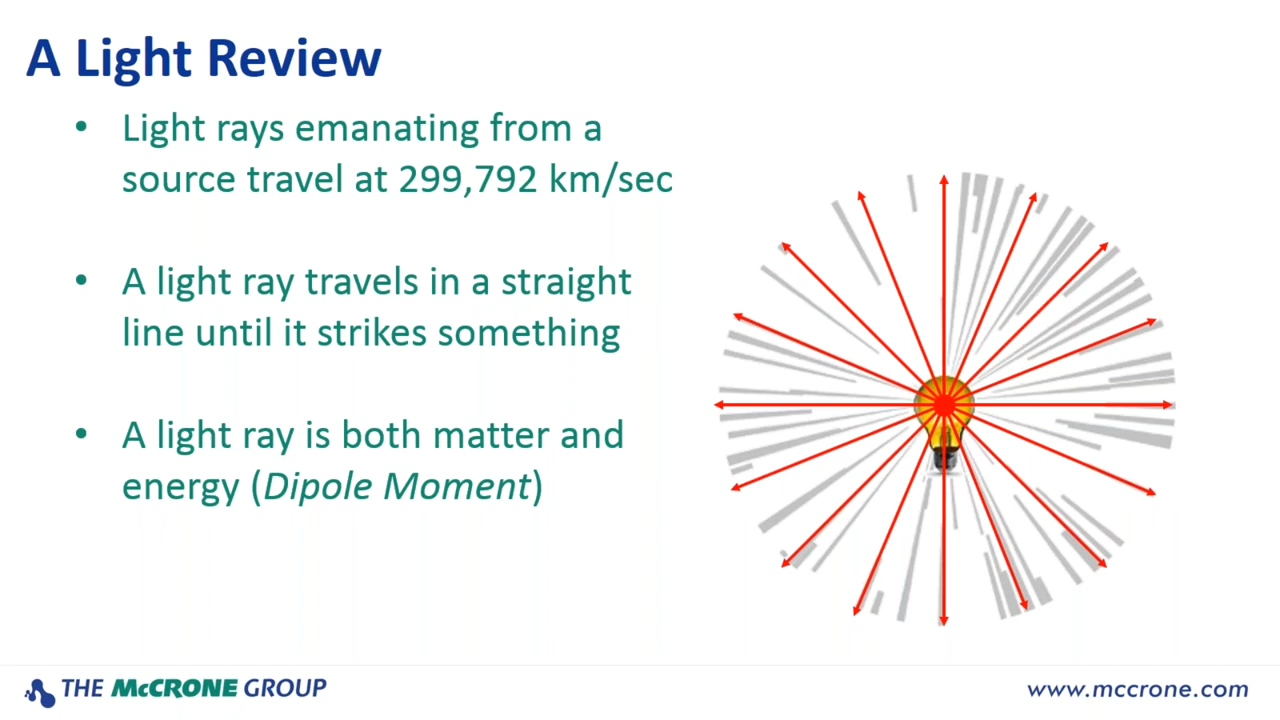 A Light Review
• Light rays emanating from a
source travel at 299,792 km/sec
• A light ray travels in a straight
line until it strikes something
• A light ray is both matter and
energy (Dipole Moment)
THE McCRONE GROUP
www.mccrone.com